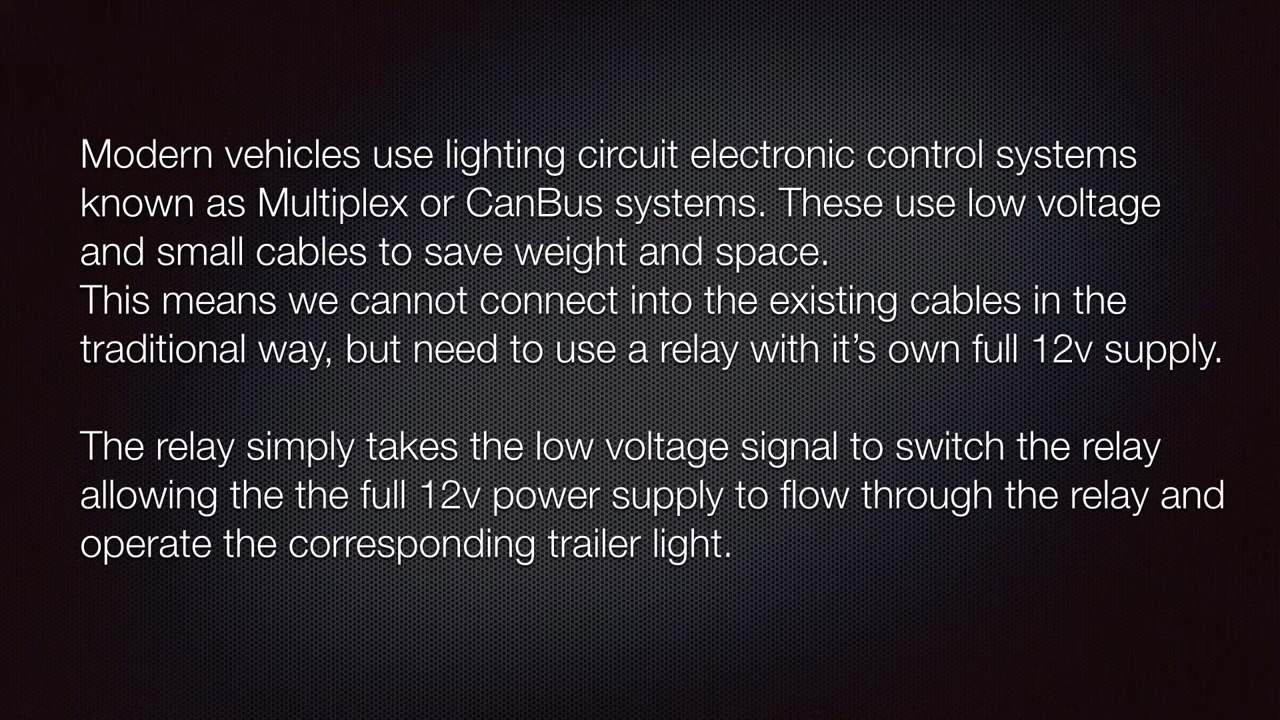 Modern vehicles use lighting circuit electronic control systems
known as Multiplex or CanBus systems. These use low voltage
and small cables to save weight and space.
This means we cannot connect into the existing cables in the
traditional way, but need to use a relay with it’s own full 12v supply.
The relay simply takes the low voltage signal to switch the relay
allowing the the full 12v power supply to flow through the relay and
operate the corresponding trailer light.